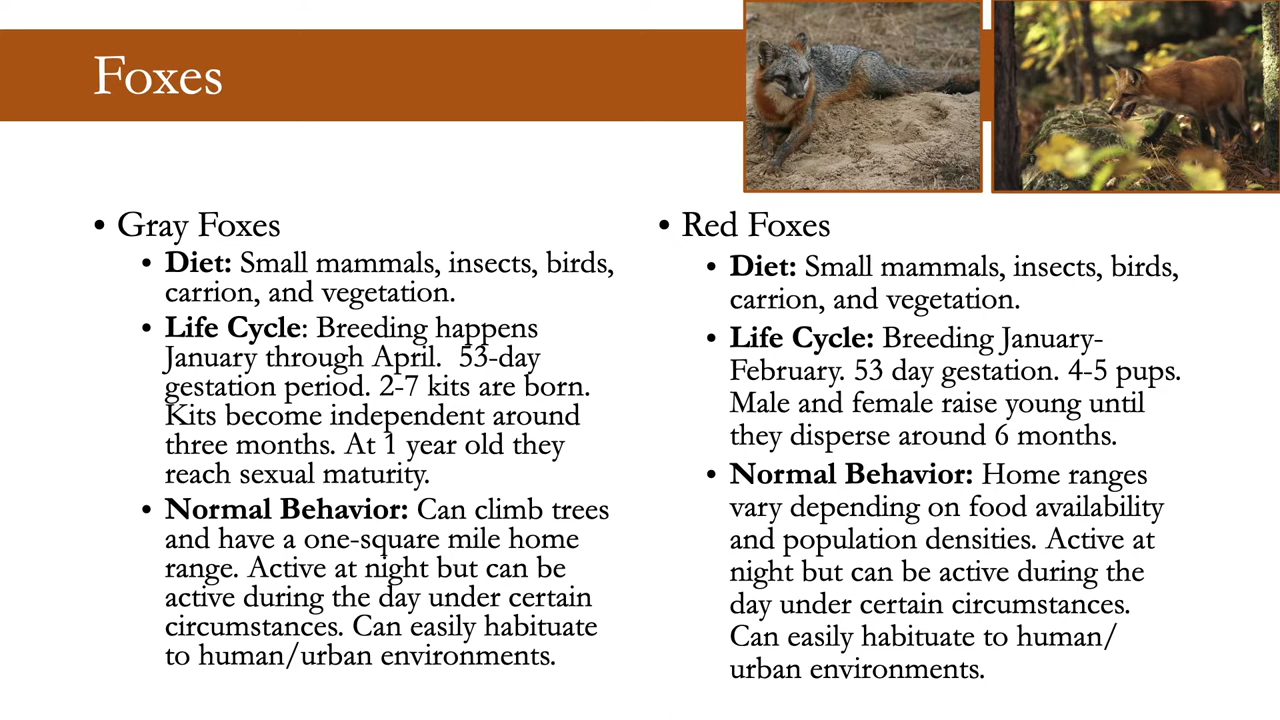 Foxes
• Gray Foxes
• Diet: Small mammals, insects, birds,
carrion, and vegetation.
• Life Cycle: Breeding happens
January through April.  53-day
gestation period. 2-7 kits are born.
Kits become independent around
three months. At 1 year old they
reach sexual maturity.
• Normal Behavior: Can climb trees
and have a one-square mile home
range. Active at night but can be
active during the day under certain
circumstances. Can easily habituate
to human/urban environments.
• Red Foxes
• Diet: Small mammals, insects, birds,
carrion, and vegetation.
• Life Cycle: Breeding January-
February. 53 day gestation. 4-5 pups.
Male and female raise young until
they disperse around 6 months.
• Normal Behavior: Home ranges
vary depending on food availability
and population densities. Active at
night but can be active during the
day under certain circumstances.
Can easily habituate to human/
urban environments.